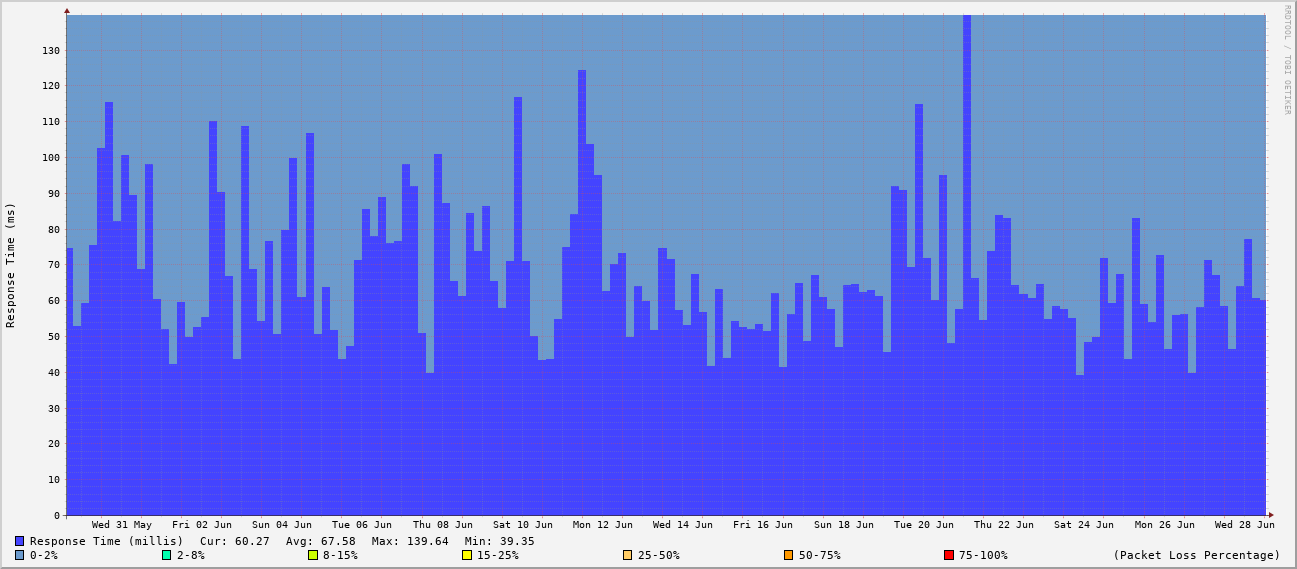 RRDTOOL / TOBI OETIKER
Response Time (ms)
130
120
110
100
90
80
70
60
50
40
30
20
10
0
Wed 31 May Fri 02 Jun Sun 04 Jun Tue 06 Jun Thu 08 Jun Sat 10 Jun Mon 12 Jun Wed 14 Jun Fri 16 Jun Sun 18 Jun Tue 20 Jun Thu 22 Jun Sat 24 Jun Mon 26 Jun Wed 28 Jun
Response Time (millis) Cur: 60.27 Avg: 67.58 Max: 139.64 Min: 39.35
0-2% 2-8% 8-15% 15-25% 25-50% 50-75% 75-100% (Packet Loss Percentage)